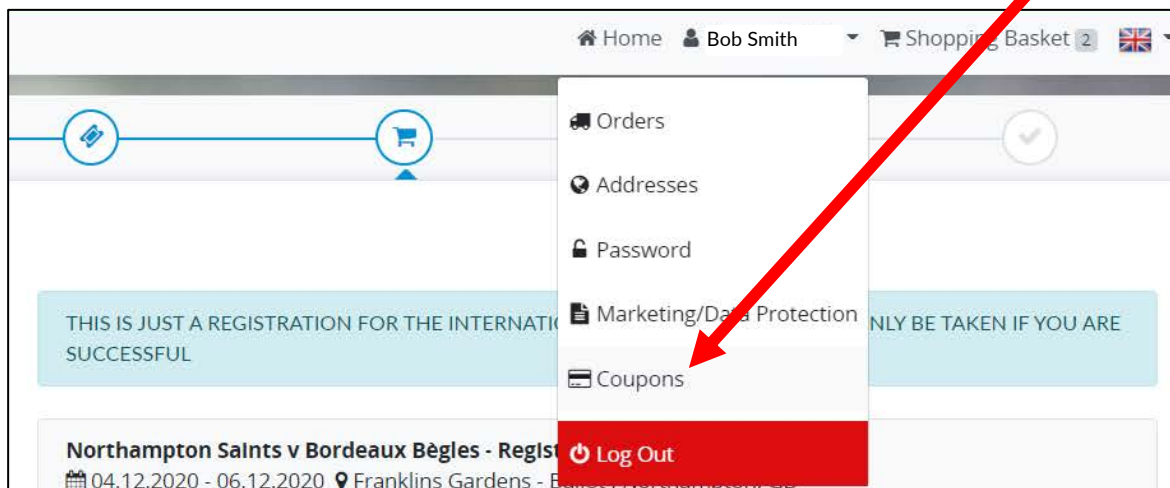 Home Bob Smith Shopping Basket 2
Orders
Addresses
Password
Marketing/Data Protection
Coupons
Log Out
THIS IS JUST A REGISTRATION FOR THE INTERNATI NLY BE TAKEN IF YOU ARE
SUCCESSFUL
Northampton Saints v Bordeaux Bègles - Regist
04.12.2020 - 06.12.2020 Franklins Gardens -